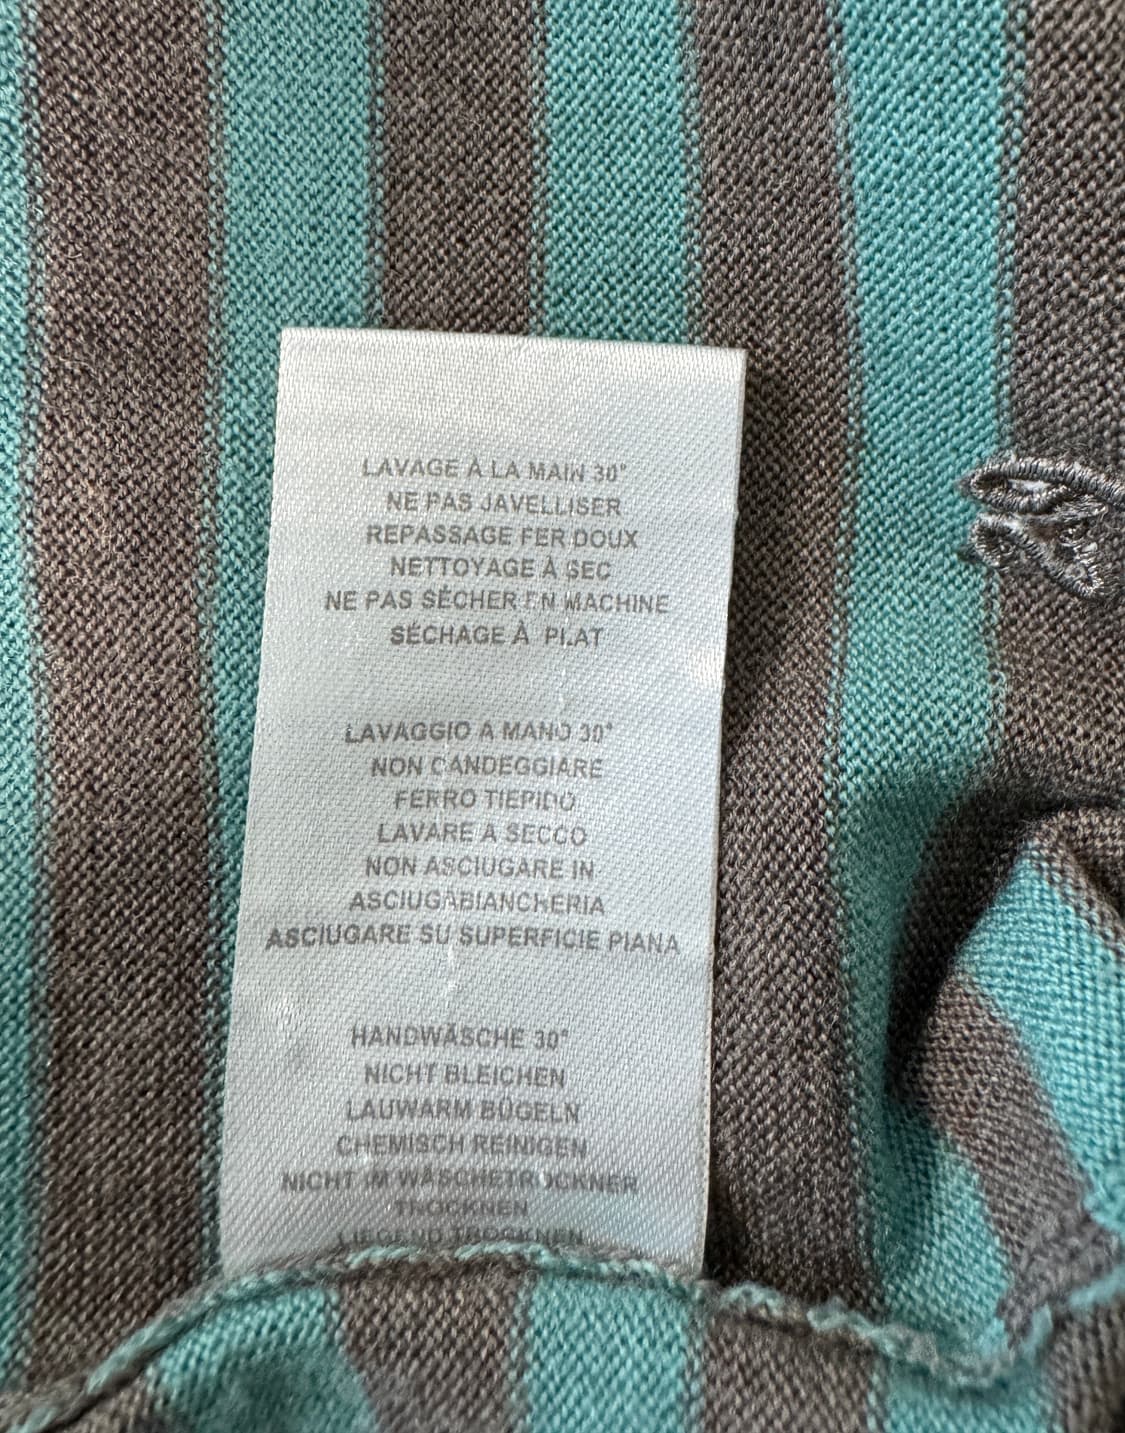 LAVAGE À LA MAIN 30°
NE PAS JAVELLISER
REPASSAGE FER DOUX
NETTOYAGE À SEC
NE PAS SÉCHER EN MACHINE
SÉCHAGE À PLAT
LAVAGGIO A MANO 30°
NON CANDEGGIARE
FERRO TIEPIDO
LAVARE A SECCO
NON ASCIUGARE IN
ASCIUGABIANCHERIA
ASCIUGARE SU SUPERFICIE PIANA
HANDWÄSCHE 30°
NICHT BLEICHEN
LAUWARM BÜGELN
CHEMISCH REINIGEN
NICHT IM WÄSCHETROCKNER
TROCKNEN
LIEGEND TROCKNEN